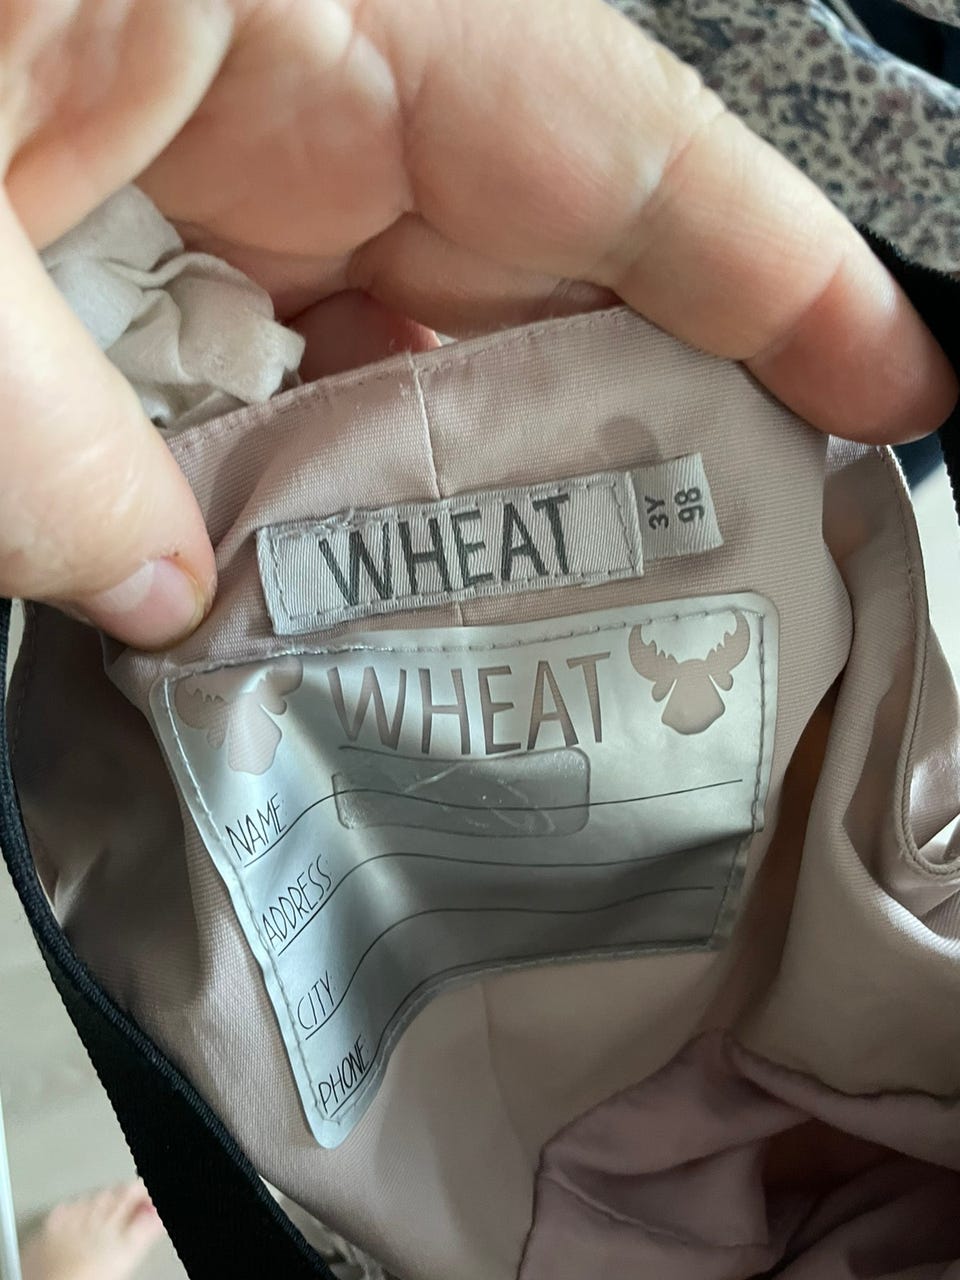 WHEAT
3Y
98
WHEAT
NAME:
ADDRESS:
CITY:
PHONE: